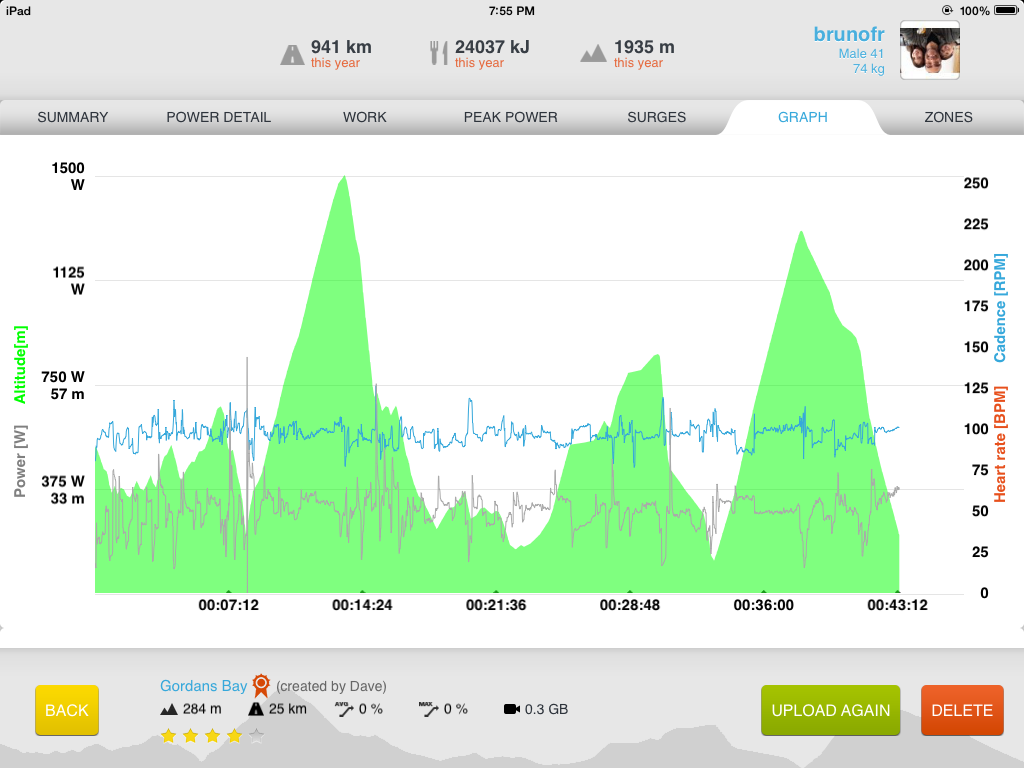 iPad
7:55 PM
100%
941 km
this year
24037 kJ
this year
1935 m
this year
brunofr
Male 41
74 kg
SUMMARY
POWER DETAIL
WORK
PEAK POWER
SURGES
GRAPH
ZONES
1500
W
1125
W
750 W
57 m
375 W
33 m
Altitude[m]
Power [W]
250
225
200
175
150
125
100
75
50
25
0
Cadence [RPM]
Heart rate [BPM]
00:07:12
00:14:24
00:21:36
00:28:48
00:36:00
00:43:12
BACK
Gordans Bay (created by Dave)
284 m
25 km
AVG 0 %
MAX 0 %
0.3 GB
UPLOAD AGAIN
DELETE